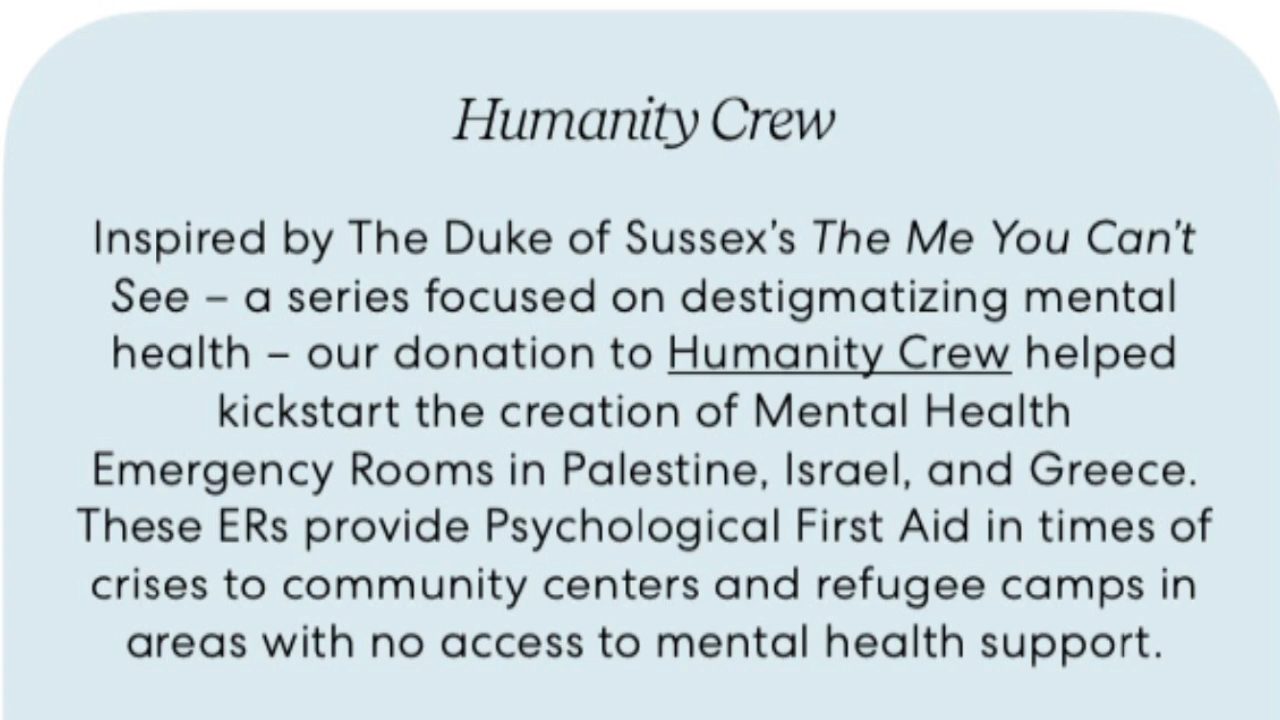 Humanity Crew
Inspired by The Duke of Sussex’s The Me You Can’t
See – a series focused on destigmatizing mental
health – our donation to Humanity Crew helped
kickstart the creation of Mental Health
Emergency Rooms in Palestine, Israel, and Greece.
These ERs provide Psychological First Aid in times of
crises to community centers and refugee camps in
areas with no access to mental health support.